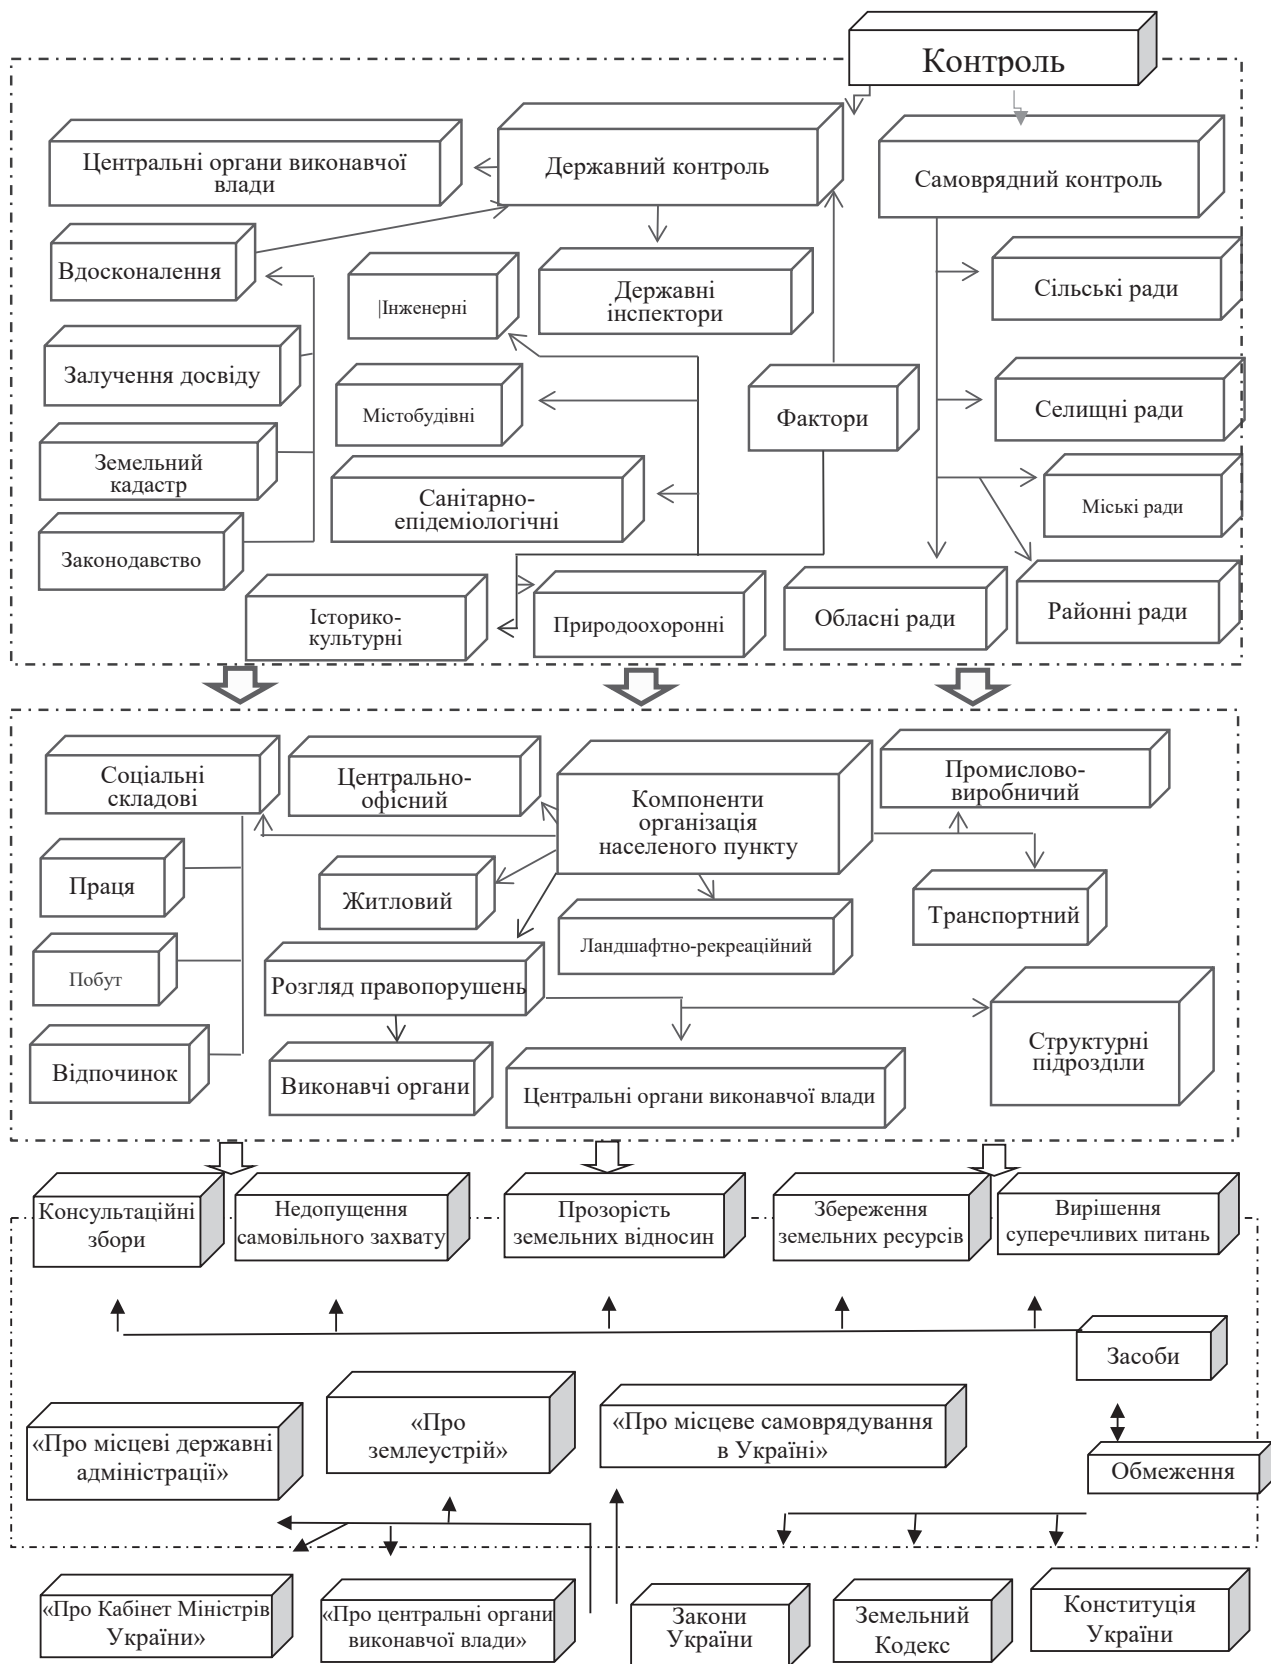 Контроль
Центральні органи виконавчої
влади
Державний контроль
Самоврядний контроль
Вдосконалення
|Інженерні
Державні
інспектори
Сільські ради
Залучення досвіду
Містобудівні
Фактори
Селищні ради
Земельний
кадастр
Санітарно-
епідеміологічні
Міські ради
Законодавство
Історико-
культурні
Природоохоронні
Обласні ради
Районні ради
Соціальні
складові
Центрально-
офісний
Компоненти
організація
населеного пункту
Промислово-
виробничий
Праця
Житловий
Ландшафтно-рекреаційний
Транспортний
Побут
Розгляд правопорушень
Відпочинок
Виконавчі органи
Центральні органи виконавчої влади
Структурні
підрозділи
Консультаційні
збори
Недопущення
самовільного захвату
Прозорість
земельних відносин
Збереження
земельних ресурсів
Вирішення
суперечливих питань
Засоби
«Про місцеві державні
адміністрації»
«Про
землеустрій»
«Про місцеве самоврядування
в Україні»
Обмеження
«Про Кабінет Міністрів
України»
«Про центральні органи
виконавчої влади»
Закони
України
Земельний
Кодекс
Конституція
України